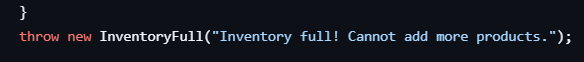 }
throw new InventoryFull("Inventory full! Cannot add more products.");